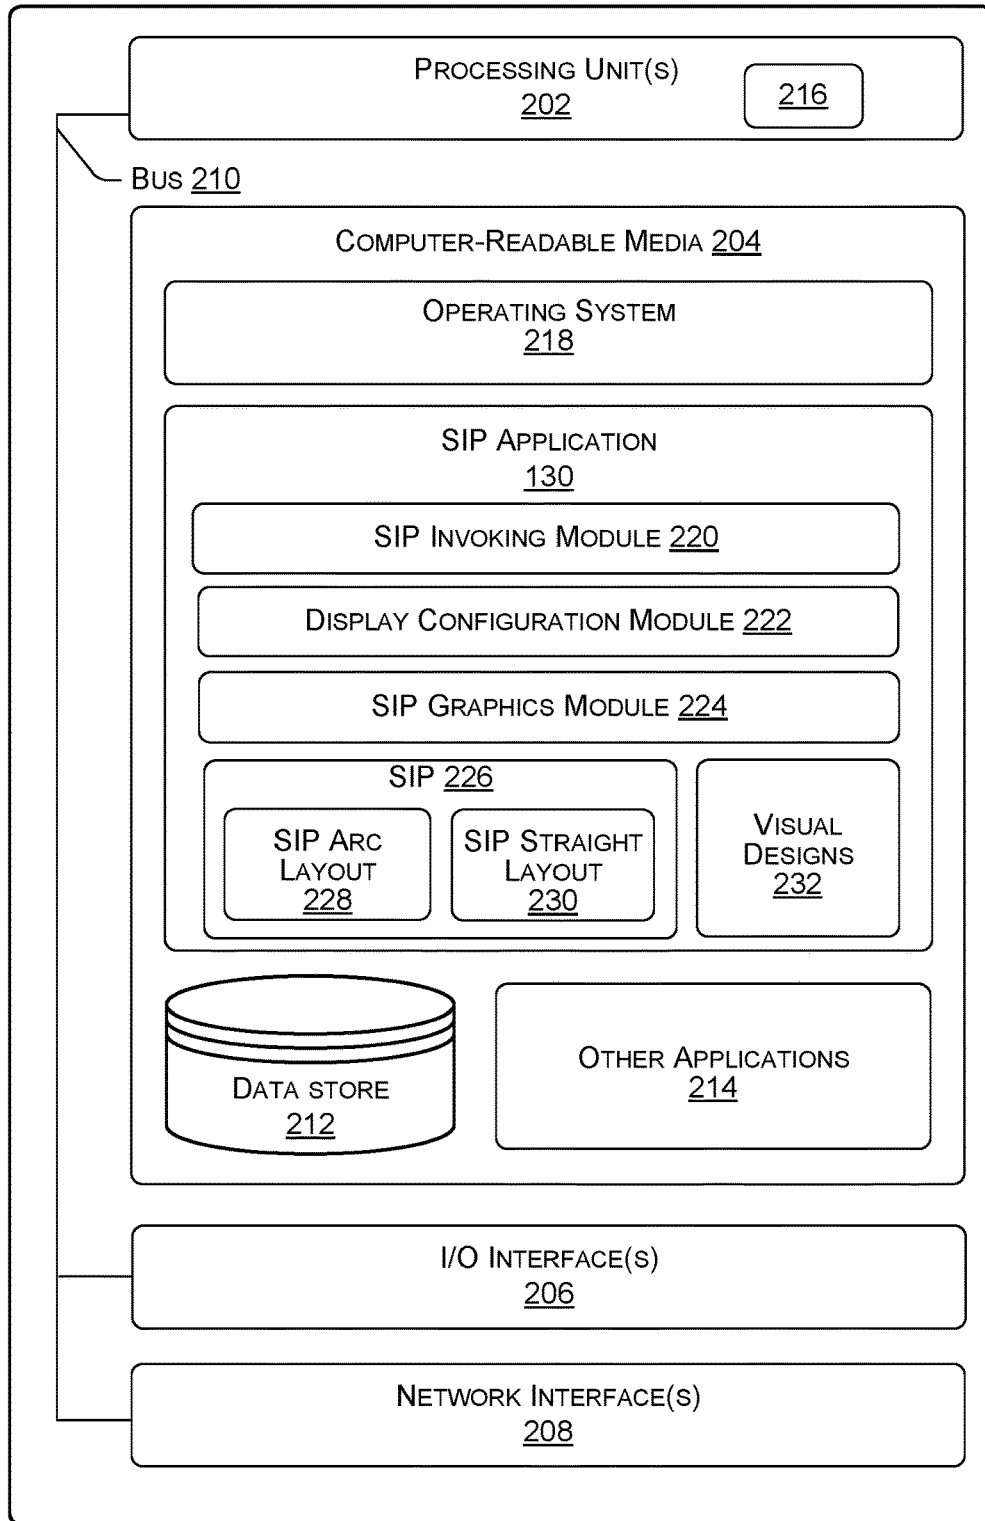 PROCESSING UNIT(S)
202
216
BUS 210
COMPUTER-READABLE MEDIA 204
OPERATING SYSTEM
218
SIP APPLICATION
130
SIP INVOKING MODULE 220
DISPLAY CONFIGURATION MODULE 222
SIP GRAPHICS MODULE 224
SIP 226
SIP ARC
LAYOUT
228
SIP STRAIGHT
LAYOUT
230
VISUAL
DESIGNS
232
DATA STORE
212
OTHER APPLICATIONS
214
I/O INTERFACE(S)
206
NETWORK INTERFACE(S)
208